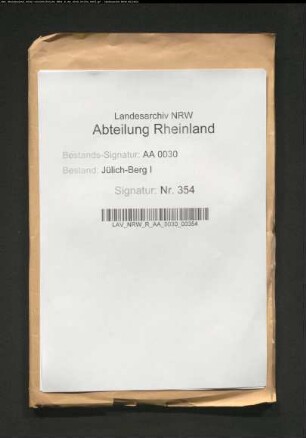 Landesarchiv NRW
Abteilung Rheinland
Bestands-Signatur: AA 0030
Bestand: Jülich-Berg I
Signatur: Nr. 354
LAV_NRW_R_AA_0030_00354